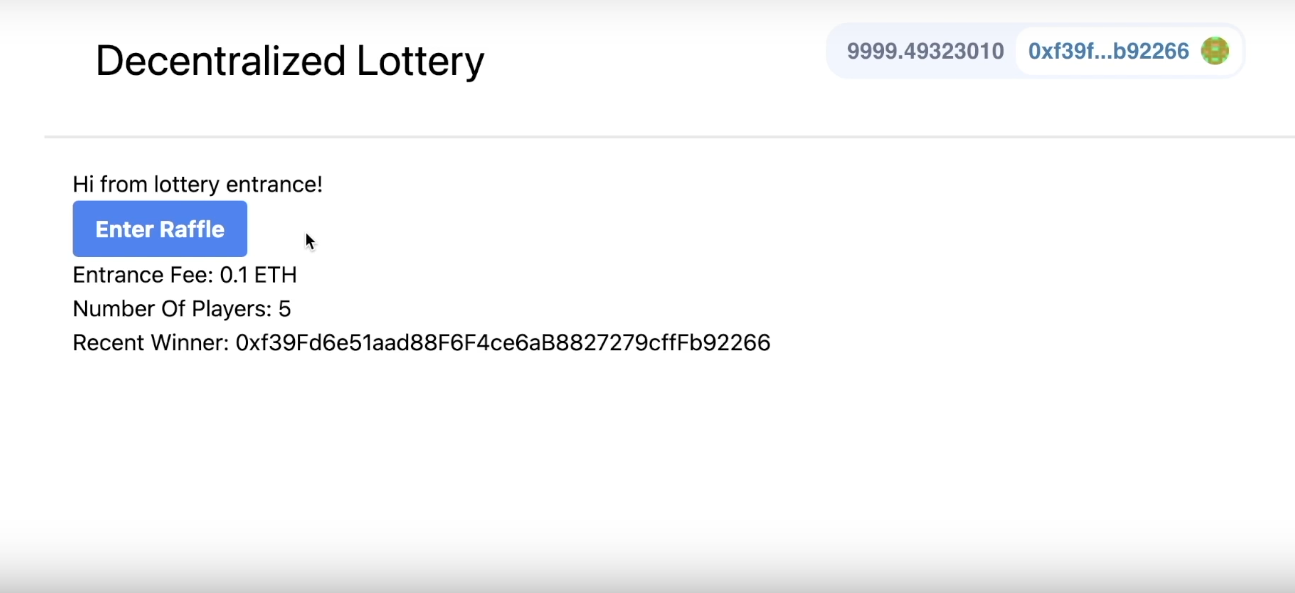 Decentralized Lottery
9999.49323010 0xf39f...b92266
Hi from lottery entrance!
Enter Raffle
Entrance Fee: 0.1 ETH
Number Of Players: 5
Recent Winner: 0xf39Fd6e51aad88F6F4ce6aB8827279cffFb92266